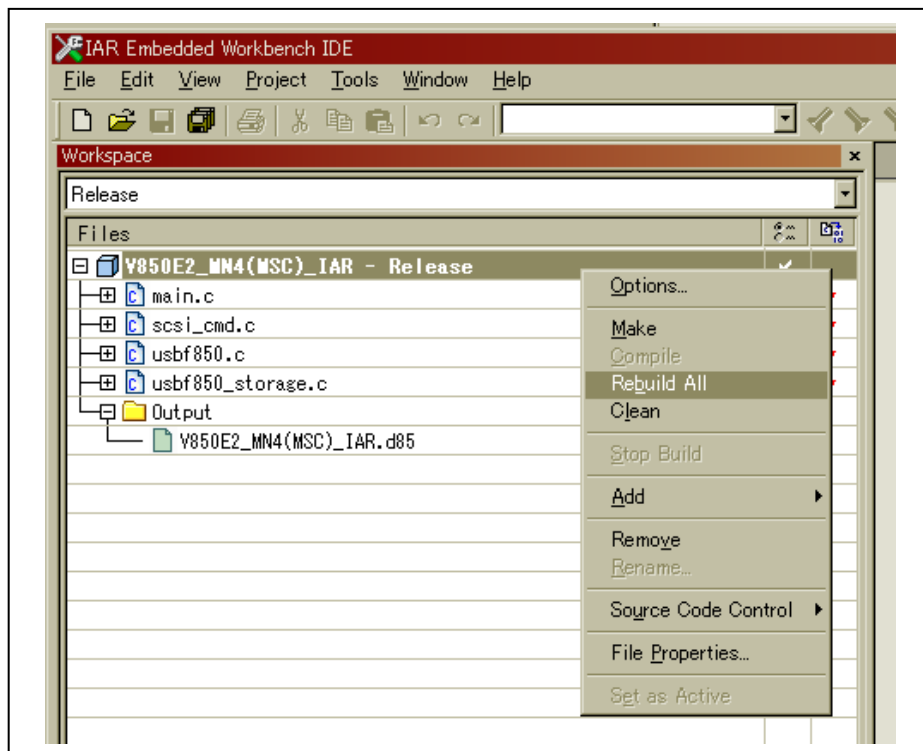 IAR Embedded Workbench IDE
File Edit View Project Tools Window Help
Workspace
Release
Files
V850E2_MN4(MSC)_IAR - Release
main.c
scsi_cmd.c
usbf850.c
usbf850_storage.c
Output
V850E2_MN4(MSC)_IAR.d85
Options...
Make
Compile
Rebuild All
Clean
Stop Build
Add
Remove
Rename...
Source Code Control
File Properties...
Set as Active